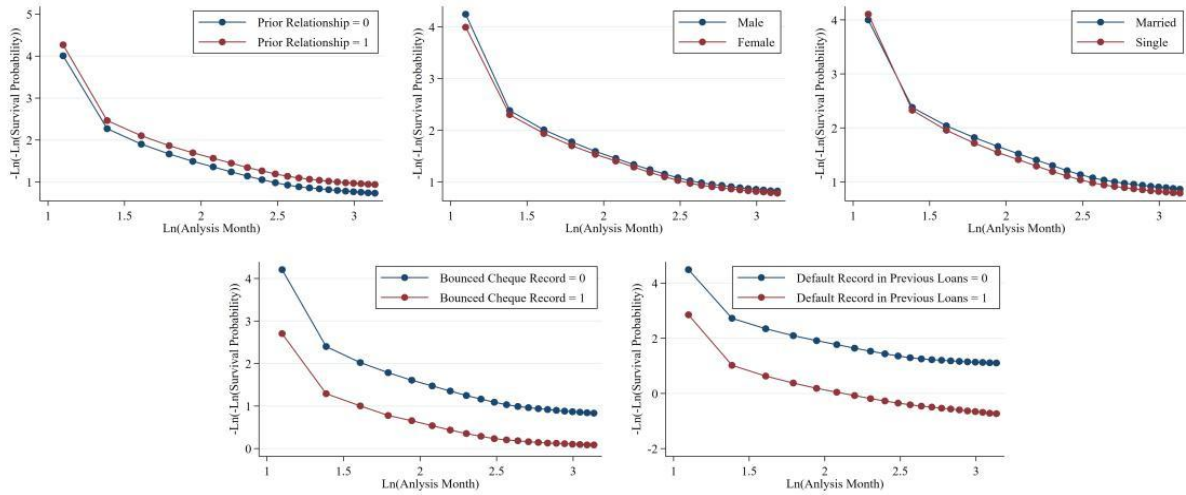 -Ln(-Ln(Survival Probability))
5
4
3
2
1
Prior Relationship = 0
Prior Relationship = 1
1 1.5 2 2.5 3
Ln(Anlysis Month)
-Ln(-Ln(Survival Probability))
4
3
2
1
Male
Female
1 1.5 2 2.5 3
Ln(Anlysis Month)
-Ln(-Ln(Survival Probability))
4
3
2
1
Married
Single
1 1.5 2 2.5 3
Ln(Anlysis Month)
-Ln(-Ln(Survival Probability))
4
3
2
1
0
Bounced Cheque Record = 0
Bounced Cheque Record = 1
1 1.5 2 2.5 3
Ln(Anlysis Month)
-Ln(-Ln(Survival Probability))
4
2
0
-2
Default Record in Previous Loans = 0
Default Record in Previous Loans = 1
1 1.5 2 2.5 3
Ln(Anlysis Month)